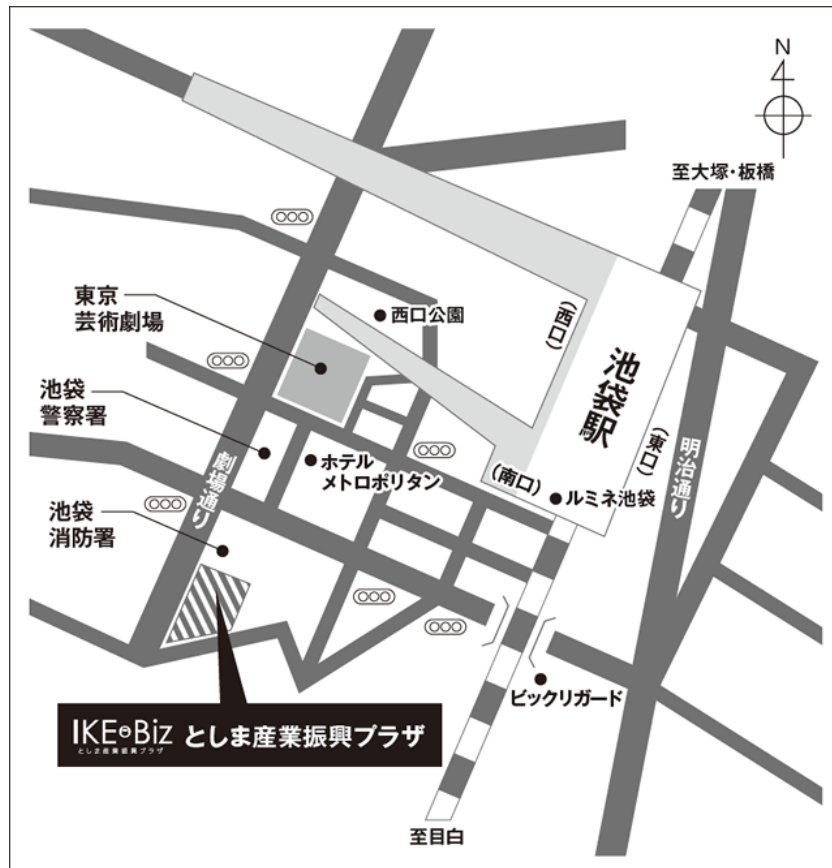 N
至大塚・板橋
東京
芸術劇場
西口公園
(西口)
池袋駅
(東口)
明治通り
池袋
警察署
ホテル
メトロポリタン
(南口)
ルミネ池袋
劇場通り
池袋
消防署
ビックリガード
IKE・Biz としま産業振興プラザ
としま産業振興プラザ
至目白